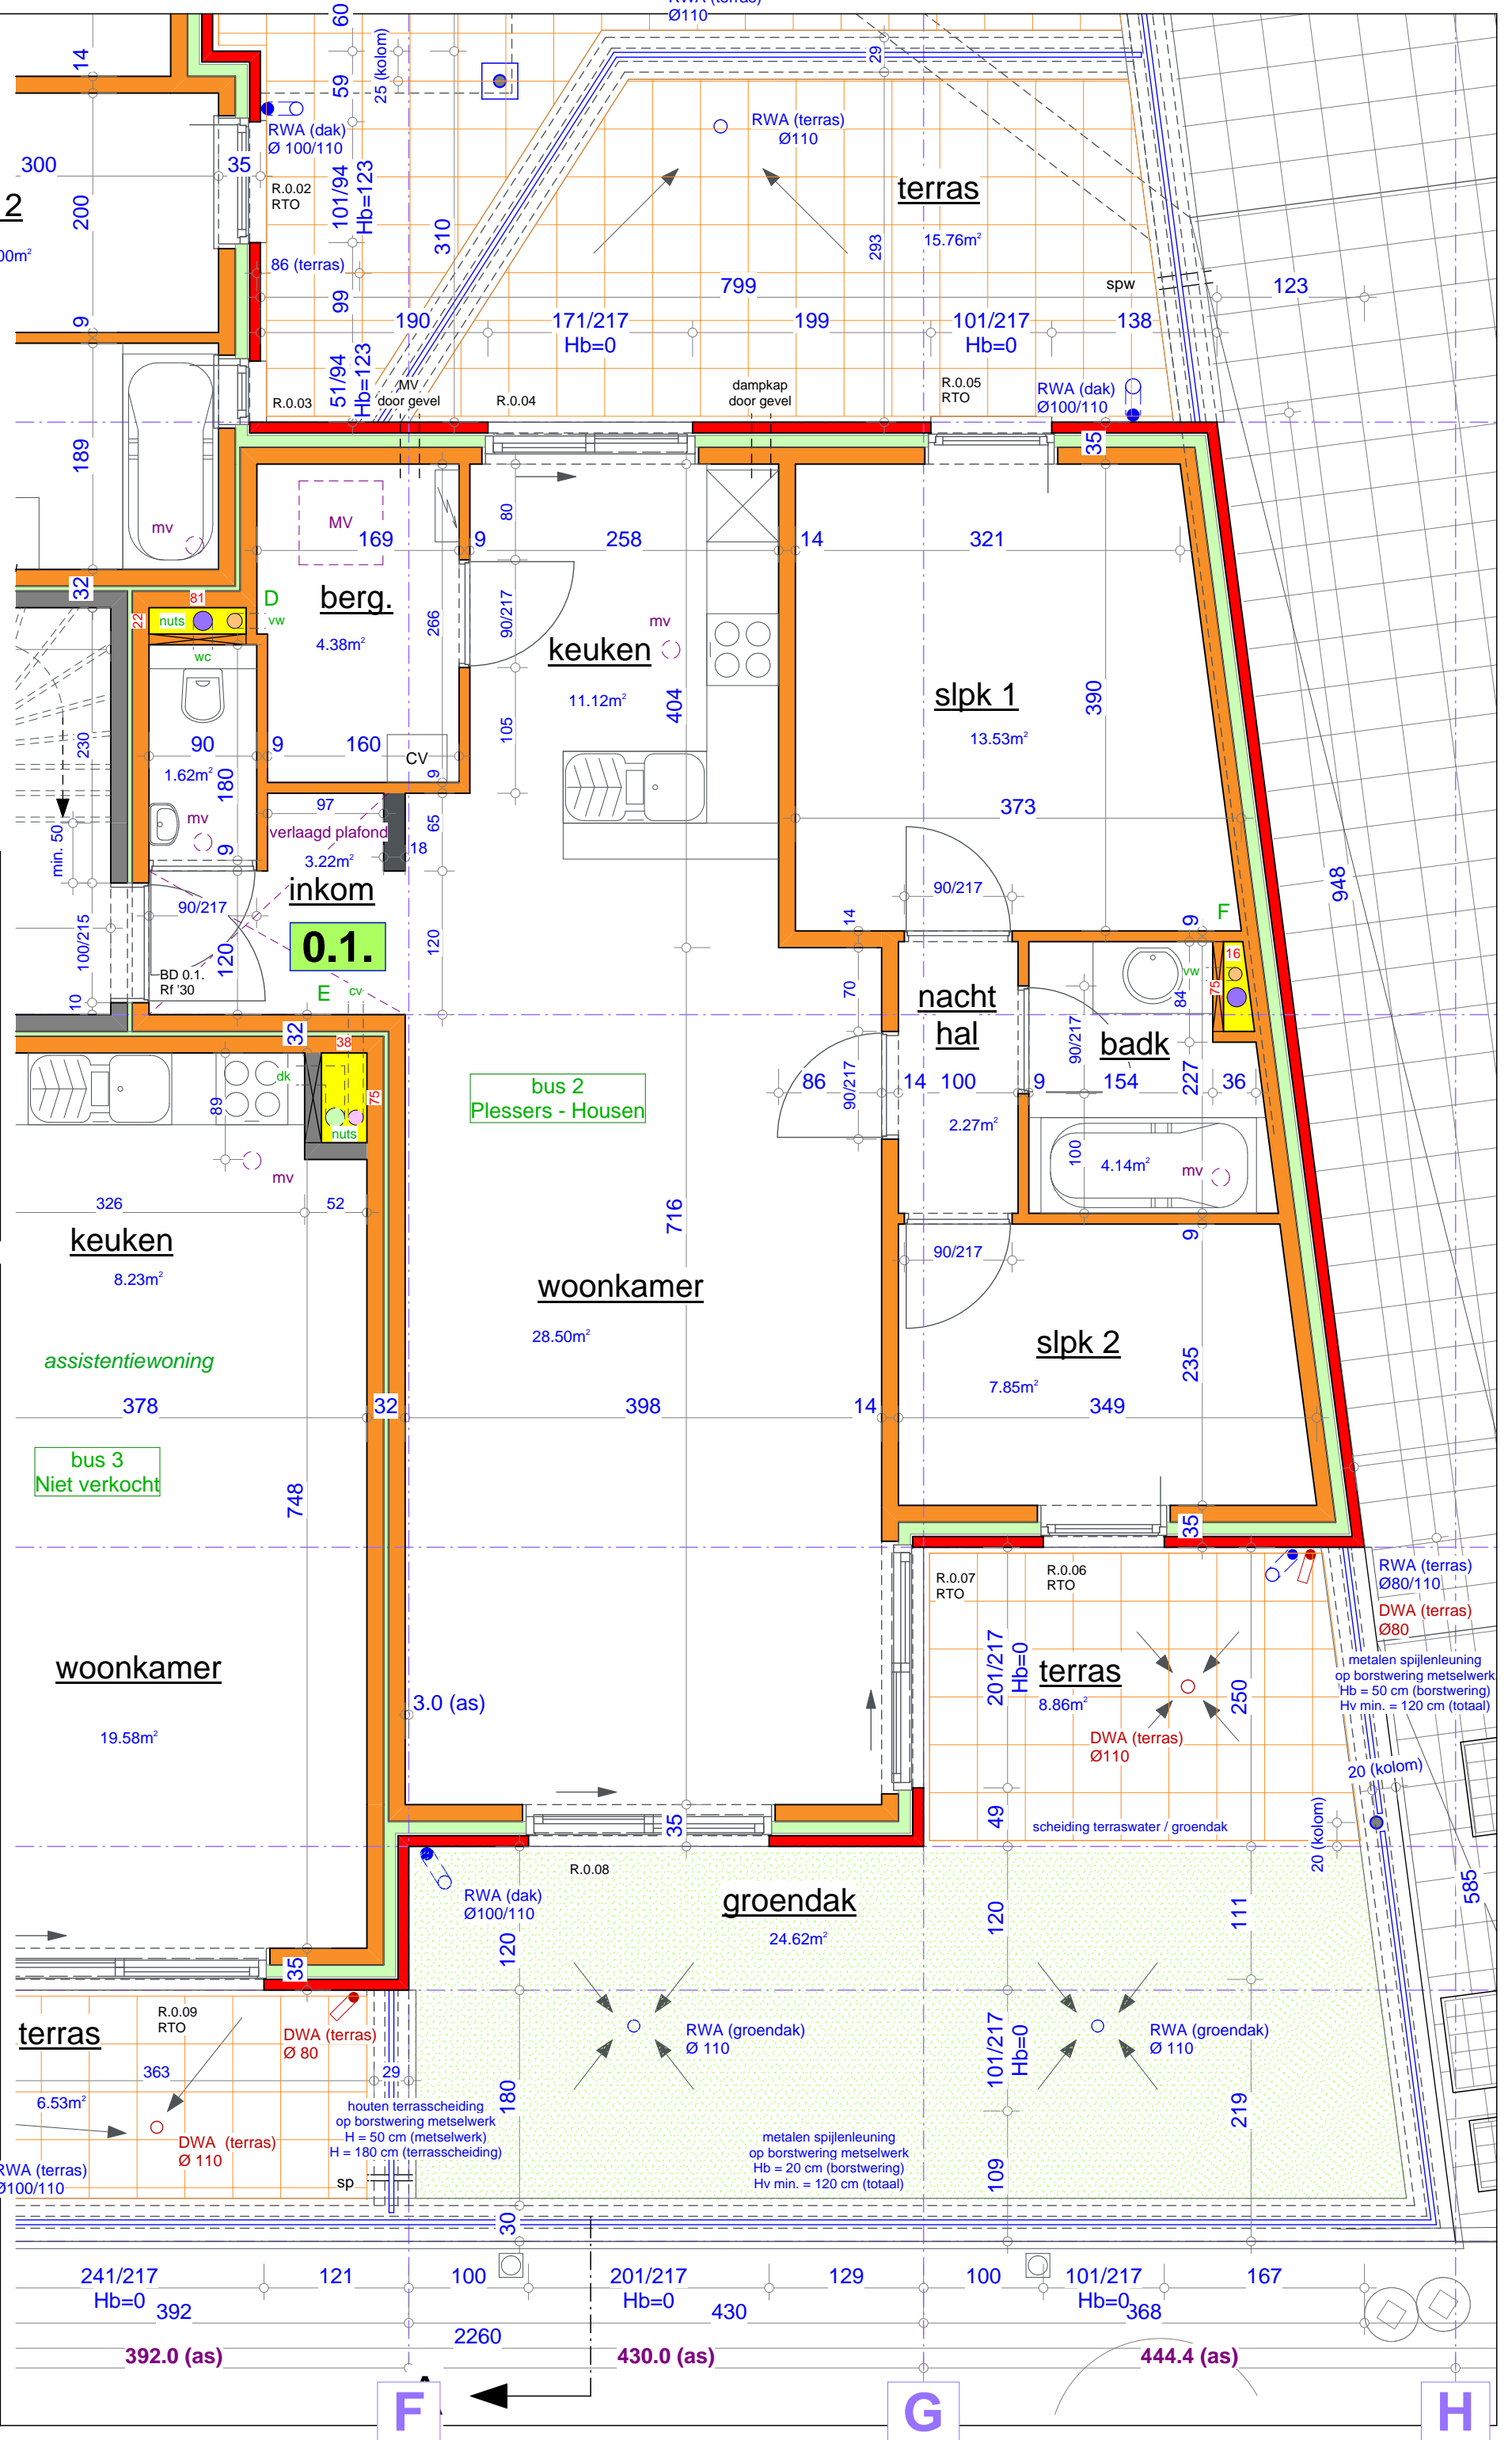 RWA (terras)
Ø110
60
14
59
25 (kolom)
29
RWA (dak)
Ø 100/110
RWA (terras)
Ø110
300
35
R.0.02
RTO
101/94
Hb=123
terras
2
200
310
15.76m²
293
00m²
86 (terras)
99
799
spw
123
9
190
171/217
Hb=0
199
101/217
Hb=0
138
51/94
Hb=123
R.0.03
MV
door gevel
R.0.04
dampkap
door gevel
R.0.05
RTO
RWA (dak)
Ø100/110
35
189
mv
MV
80
169
9
258
14
321
32
81
D
nuts
vw
22
wc
berg.
4.38m²
266
90/217
keuken
mv
11.12m²
404
slpk 1
13.53m²
390
230
90
9
160
105
CV
1.62m²
180
9
97
373
mv
verlaagd plafond
65
3.22m²
18
min. 50
9
inkom
948
90/217
90/217
F
0.1.
14
9
100/215
120
120
BD 0.1.
Rf '30
E
cv
10
nacht
hal
70
vw
16
75
84
32
38
dk
75
nuts
89
bus 2
Plessers - Housen
90/217
badk
86
90/217
14
100
9
154
227
36
2.27m²
100
4.14m²
mv
mv
326
52
716
9
keuken
8.23m²
90/217
woonkamer
28.50m²
slpk 2
7.85m²
235
assistentiewoning
378
32
398
14
349
bus 3
Niet verkocht
748
35
R.0.07
RTO
R.0.06
RTO
RWA (terras)
Ø80/110
DWA (terras)
Ø80
woonkamer
19.58m²
3.0 (as)
201/217
Hb=0
terras
8.86m²
250
DWA (terras)
Ø110
metalen spijlenleuning
op borstwering metselwerk
Hb = 50 cm (borstwering)
Hv min. = 120 cm (totaal)
20 (kolom)
35
49
scheiding terraswater / groendak
20 (kolom)
R.0.08
RWA (dak)
Ø100/110
groendak
24.62m²
120
120
111
585
35
R.0.09
RTO
terras
DWA (terras)
Ø 80
RWA (groendak)
Ø 110
101/217
Hb=0
RWA (groendak)
Ø 110
363
29
6.53m²
180
219
houten terrasscheiding
op borstwering metselwerk
H = 50 cm (metselwerk)
H = 180 cm (terrasscheiding)
DWA (terras)
Ø 110
metalen spijlenleuning
op borstwering metselwerk
Hb = 20 cm (borstwering)
Hv min. = 120 cm (totaal)
109
RWA (terras)
Ø100/110
sp
30
241/217
Hb=0
121
100
201/217
Hb=0
129
100
101/217
Hb=0
167
392
430
368
2260
392.0 (as)
430.0 (as)
444.4 (as)
F
G
H